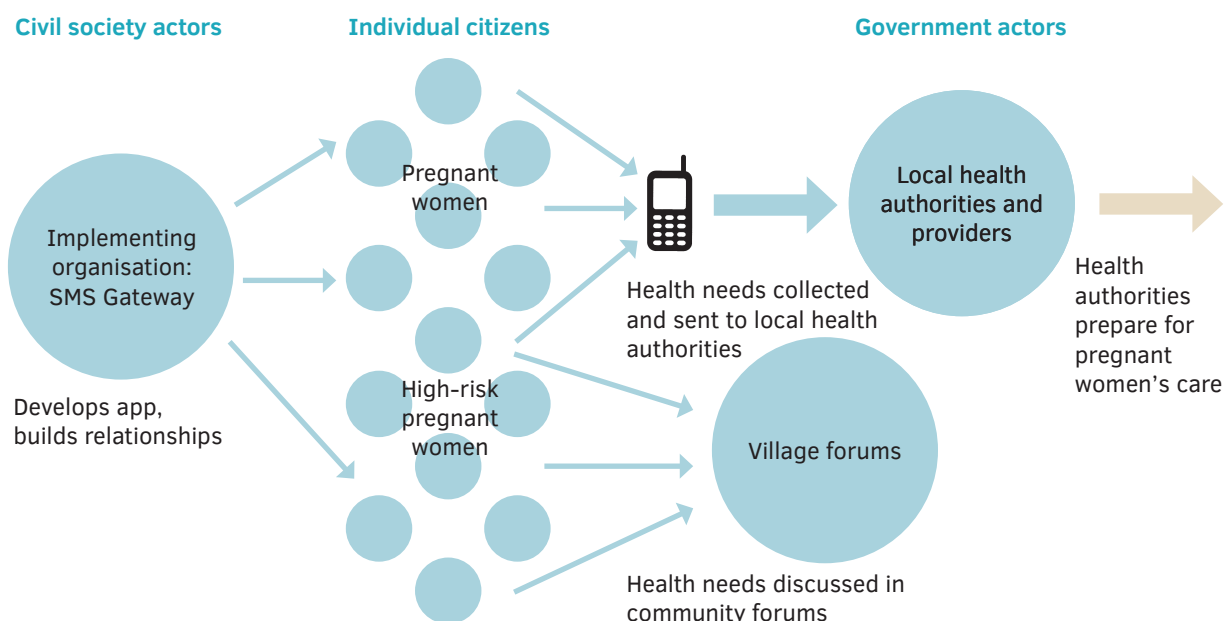 Civil society actors
Individual citizens
Government actors
Implementing
organisation:
SMS Gateway
Develops app,
builds relationships
Pregnant
women
High-risk
pregnant
women
Health needs collected
and sent to local health
authorities
Local health
authorities and
providers
Health
authorities
prepare for
pregnant
women’s care
Village forums
Health needs discussed in
community forums